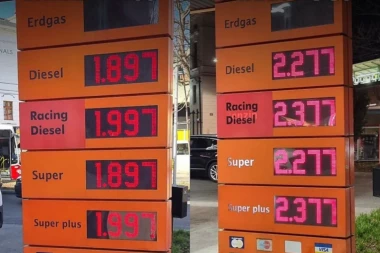 Erdgas
Diesel 1.897
Racing Diesel 1.997
Super 1.897
Super plus 1.997
Erdgas
Diesel 2.277
Racing Diesel 2.377
Super 2.277
Super plus 2.377
VISA